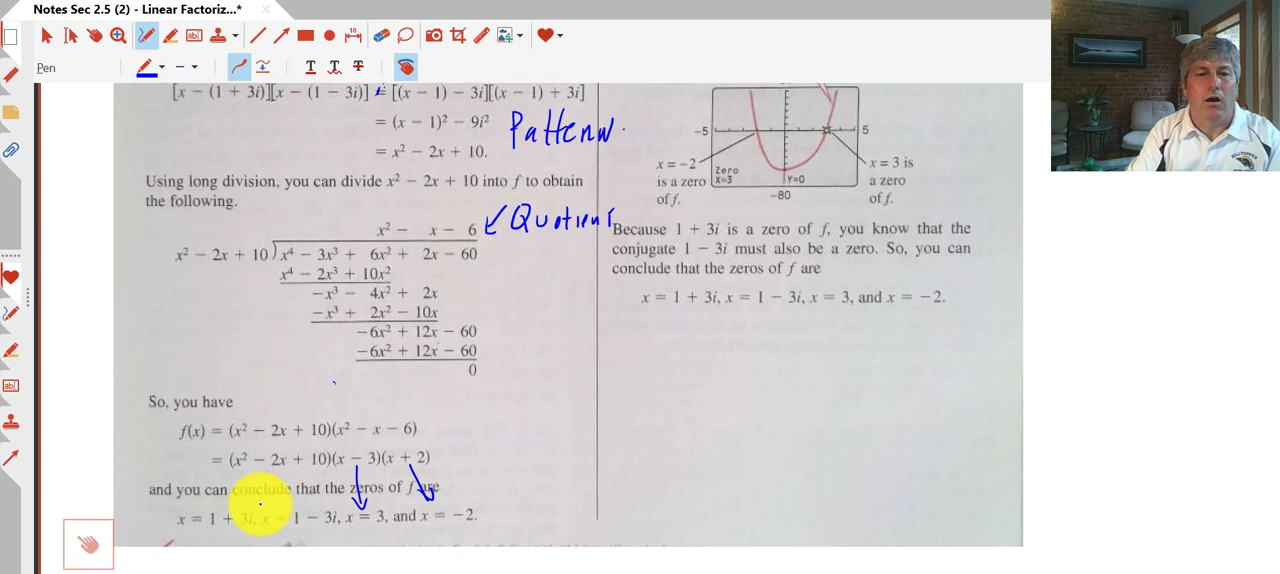 Notes Sec 2.5 (2) - Linear Factoriz...*
Pen
[x − (1 + 3i)][x − (1 − 3i)] = [(x − 1) − 3i][(x − 1) + 3i]
= (x − 1)² − 9i²
= x² − 2x + 10.
Pattern.
Using long division, you can divide x² − 2x + 10 into f to obtain
the following.
x² − x − 6
Quotient
x² − 2x + 10 ) x⁴ − 3x³ + 6x² + 2x − 60
x⁴ − 2x³ + 10x²
−x³ − 4x² + 2x
−x³ + 2x² − 10x
−6x² + 12x − 60
−6x² + 12x − 60
0
So, you have
f(x) = (x² − 2x + 10)(x² − x − 6)
= (x² − 2x + 10)(x − 3)(x + 2)
and you can conclude that the zeros of f are
x = 1 + 3i, x = 1 − 3i, x = 3, and x = −2.
−5
5
x = −2
is a zero
of f.
Zero
X=3
Y=0
−80
x = 3 is
a zero
of f.
Because 1 + 3i is a zero of f, you know that the
conjugate 1 − 3i must also be a zero. So, you can
conclude that the zeros of f are
x = 1 + 3i, x = 1 − 3i, x = 3, and x = −2.